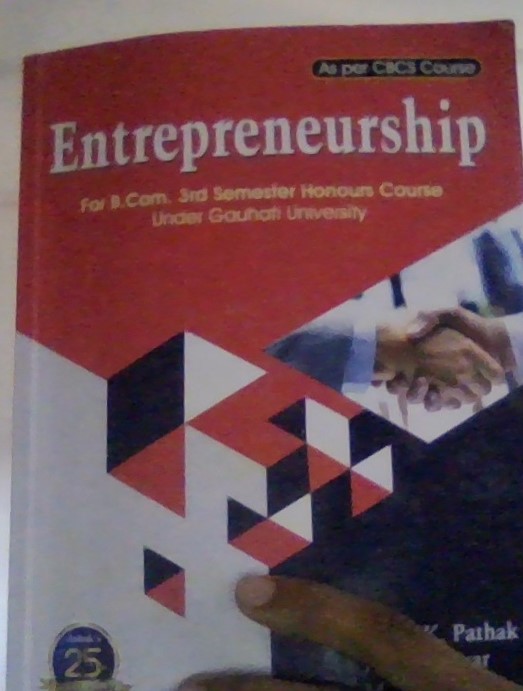 As per CBCS Course
Entrepreneurship
For B.Com. 3rd Semester Honours Course
Under Gauhati University
K. Pathak
25